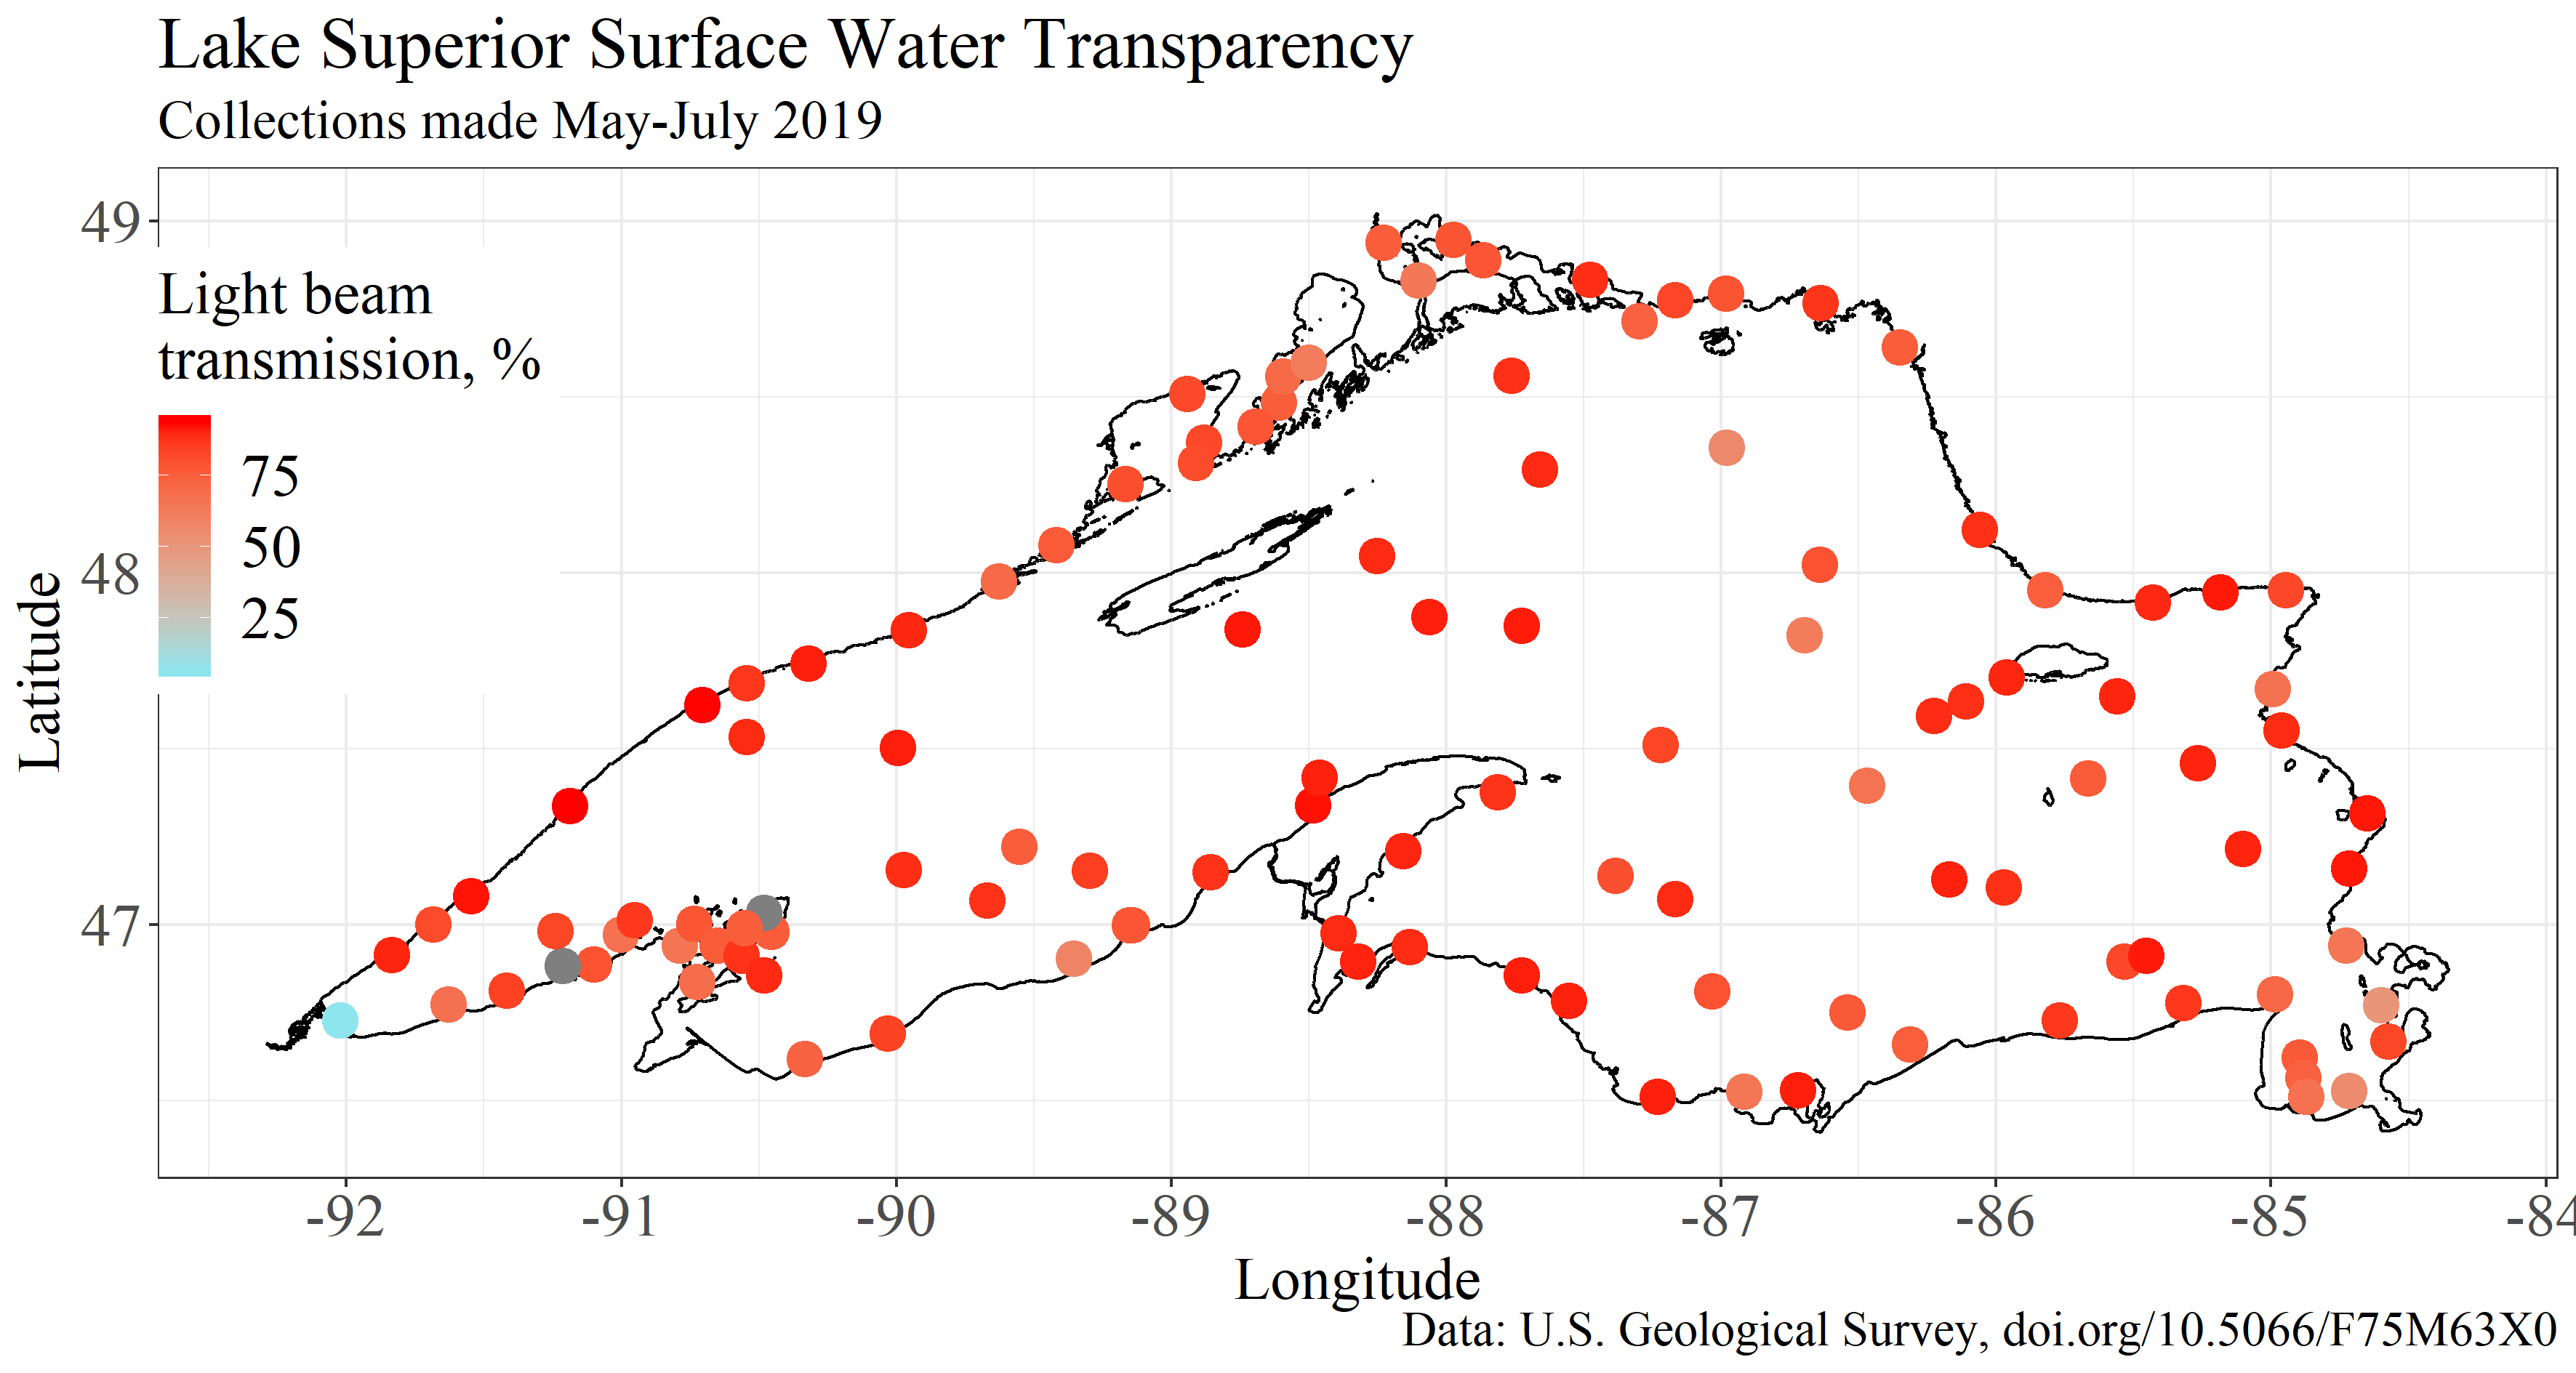 Lake Superior Surface Water Transparency
Collections made May-July 2019
49
Light beam
transmission, %
75
50
25
48
47
Latitude
-92 -91 -90 -89 -88 -87 -86 -85 -84
Longitude
Data: U.S. Geological Survey, doi.org/10.5066/F75M63X0